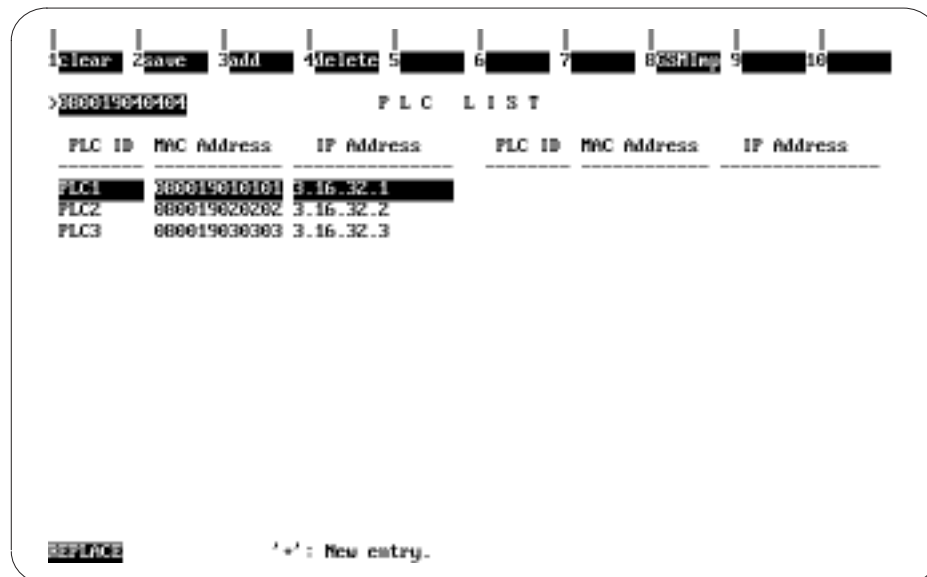 1clear 2save 3add 4delete 5 6 7 8GSMImp 9 10
>080019040404 P L C L I S T
PLC ID MAC Address IP Address PLC ID MAC Address IP Address
PLC1 080019010101 3.16.32.1
PLC2 080019020202 3.16.32.2
PLC3 080019030303 3.16.32.3
REPLACE '*': New entry.